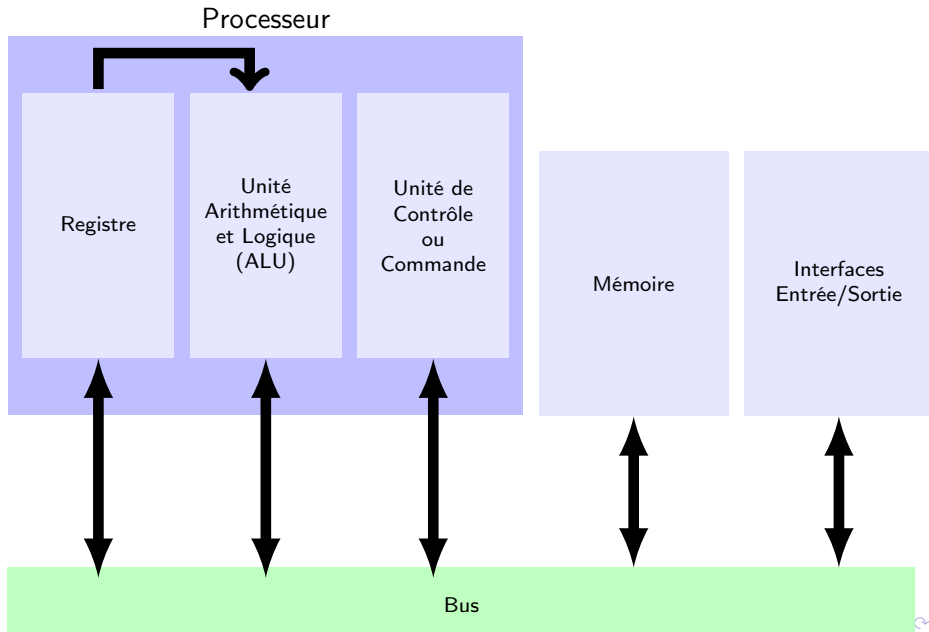 Processeur
Registre
Unité
Arithmétique
et Logique
(ALU)
Unité de
Contrôle
ou
Commande
Mémoire
Interfaces
Entrée/Sortie
Bus